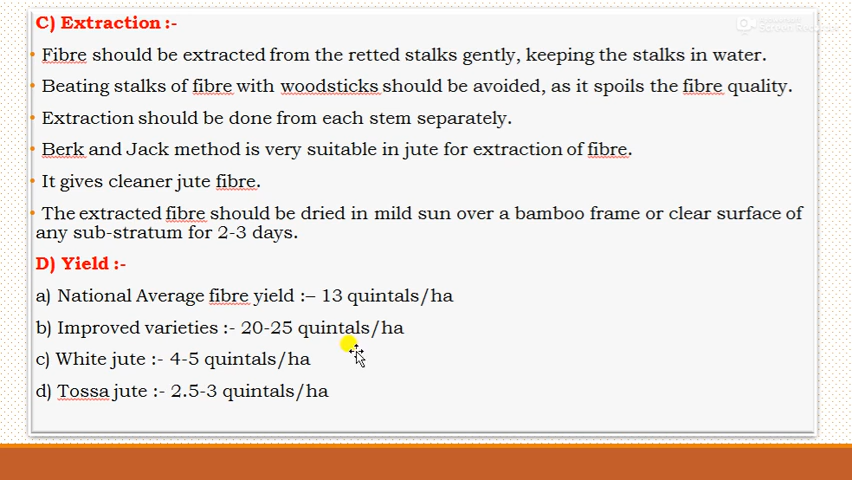 C) Extraction :-
• Fibre should be extracted from the retted stalks gently, keeping the stalks in water.
• Beating stalks of fibre with woodsticks should be avoided, as it spoils the fibre quality.
• Extraction should be done from each stem separately.
• Berk and Jack method is very suitable in jute for extraction of fibre.
• It gives cleaner jute fibre.
• The extracted fibre should be dried in mild sun over a bamboo frame or clear surface of
any sub-stratum for 2-3 days.
D) Yield :-
a) National Average fibre yield :– 13 quintals/ha
b) Improved varieties :- 20-25 quintals/ha
c) White jute :- 4-5 quintals/ha
d) Tossa jute :- 2.5-3 quintals/ha